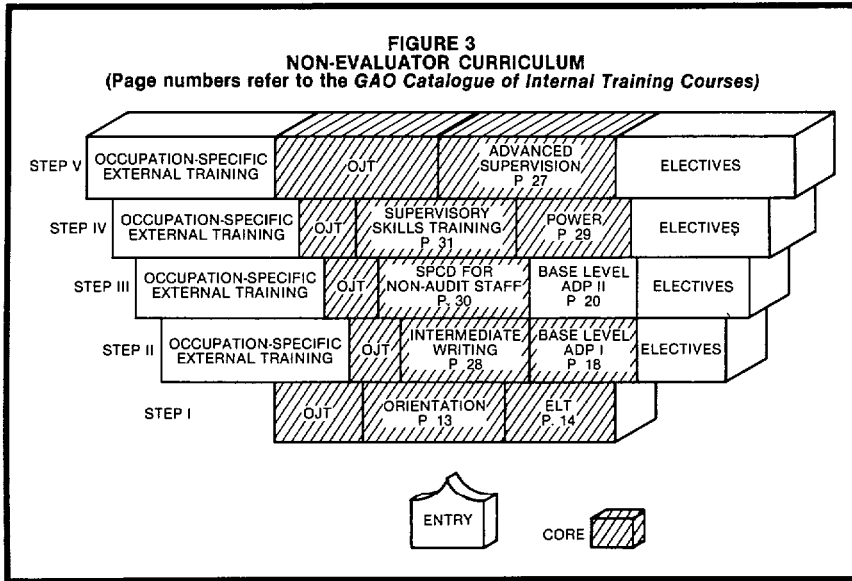 FIGURE 3
NON-EVALUATOR CURRICULUM
(Page numbers refer to the GAO Catalogue of Internal Training Courses)
STEP V
OCCUPATION-SPECIFIC
EXTERNAL TRAINING
OJT
ADVANCED
SUPERVISION
P 27
ELECTIVES
STEP IV
OCCUPATION-SPECIFIC
EXTERNAL TRAINING
OJT
SUPERVISORY
SKILLS TRAINING
P 31
POWER
P 29
ELECTIVES
STEP III
OCCUPATION-SPECIFIC
EXTERNAL TRAINING
OJT
SPCD FOR
NON-AUDIT STAFF
P. 30
BASE LEVEL
ADP II
P 20
ELECTIVES
STEP II
OCCUPATION-SPECIFIC
EXTERNAL TRAINING
OJT
INTERMEDIATE
WRITING
P 28
BASE LEVEL
ADP I
P 18
ELECTIVES
STEP I
OJT
ORIENTATION
P 13
ELT
P. 14
ENTRY
CORE